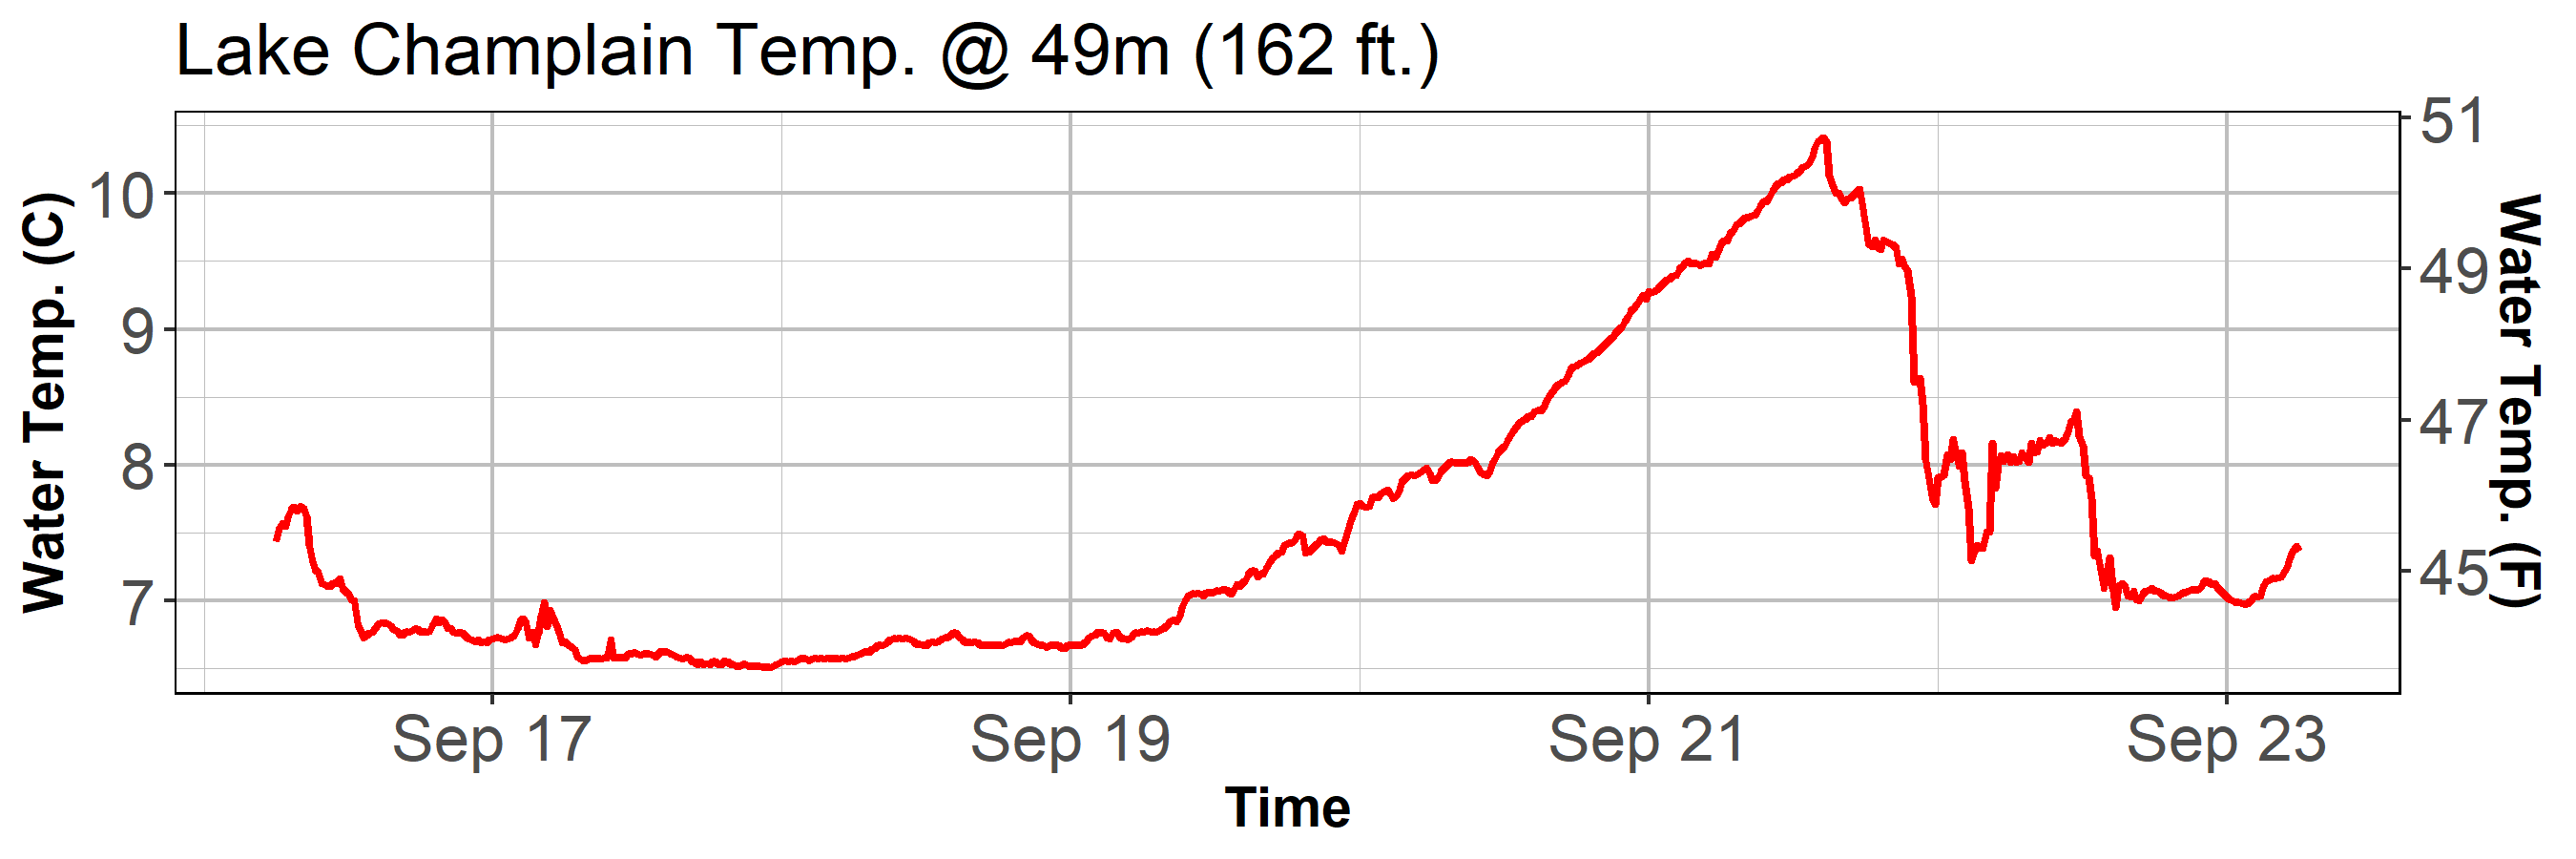 Lake Champlain Temp. @ 49m (162 ft.)
Water Temp. (C)
10
9
8
7
51
49
47
45
Water Temp. (F)
Sep 17 Sep 19 Sep 21 Sep 23
Time